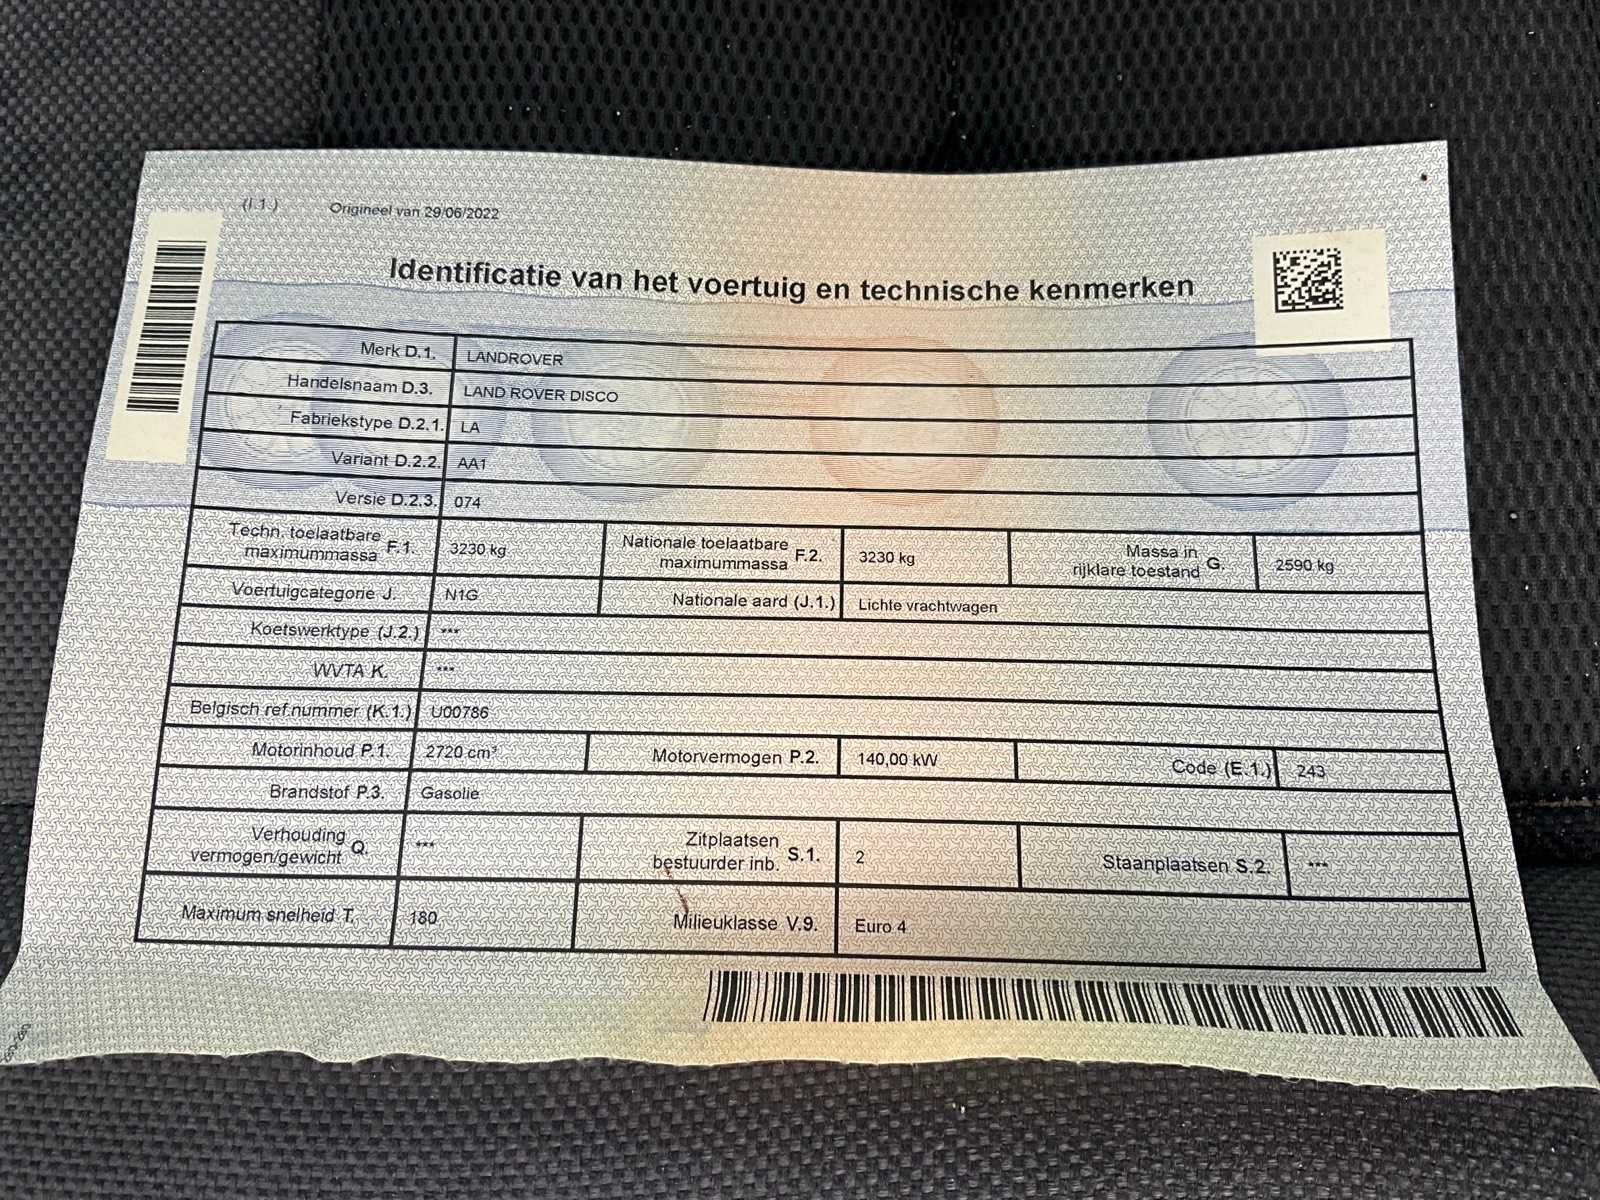 (I.1.) Origineel van 29/06/2022
Identificatie van het voertuig en technische kenmerken
Merk D.1. LANDROVER
Handelsnaam D.3. LAND ROVER DISCO
Fabriekstype D.2.1. LA
Variant D.2.2. AA1
Versie D.2.3. 074
Techn. toelaatbare
maximummassa F.1. 3230 kg
Nationale toelaatbare
maximummassa F.2. 3230 kg
Massa in
rijklare toestand G. 2590 kg
Voertuigcategorie J. N1G Nationale aard (J.1.) Lichte vrachtwagen
Koetswerktype (J.2.) ***
WVTA K. ***
Belgisch ref.nummer (K.1.) U00786
Motorinhoud P.1. 2720 cm³ Motorvermogen P.2. 140,00 kW Code (E.1.) 243
Brandstof P.3. Gasolie
Verhouding
vermogen/gewicht Q. ***
Zitplaatsen
bestuurder inb. S.1. 2
Staanplaatsen S.2. ***
Maximum snelheid T. 180 Milieuklasse V.9. Euro 4